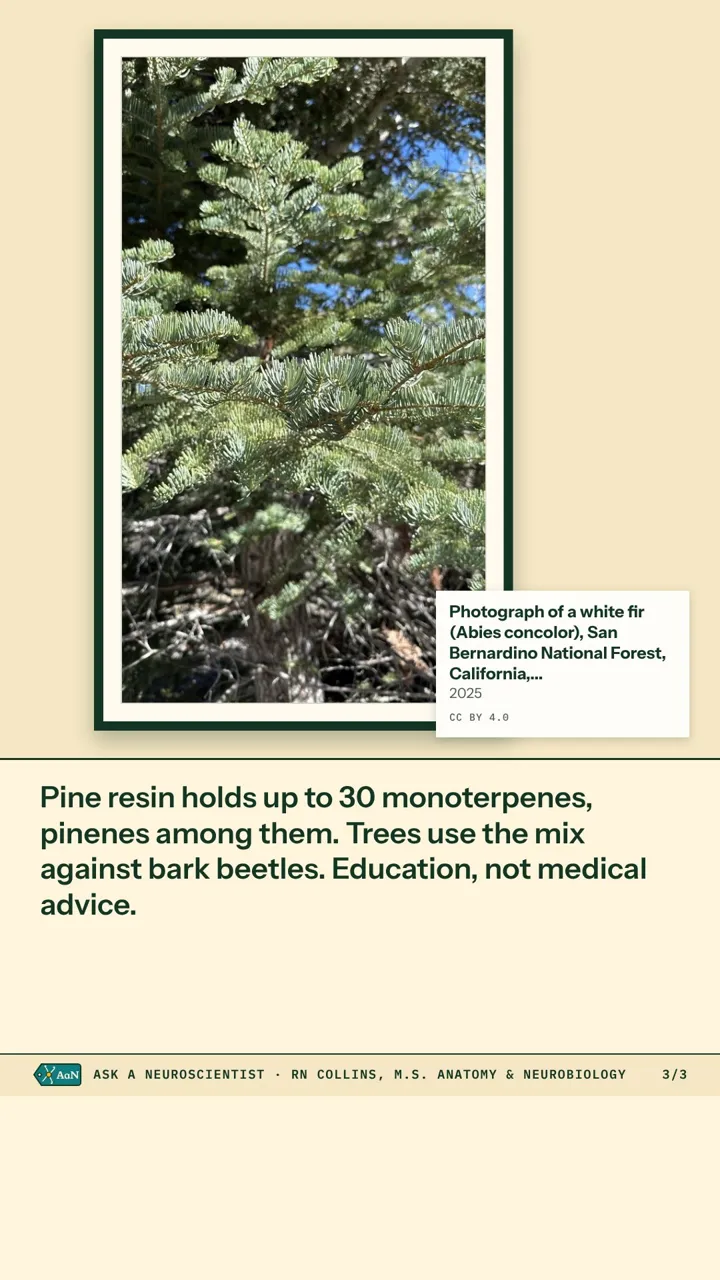 Photograph of a white fir
(Abies concolor), San
Bernardino National Forest,
California,...
2025
CC BY 4.0
Pine resin holds up to 30 monoterpenes,
pinenes among them. Trees use the mix
against bark beetles. Education, not medical
advice.
AaN
ASK A NEUROSCIENTIST · RN COLLINS, M.S. ANATOMY & NEUROBIOLOGY
3/3